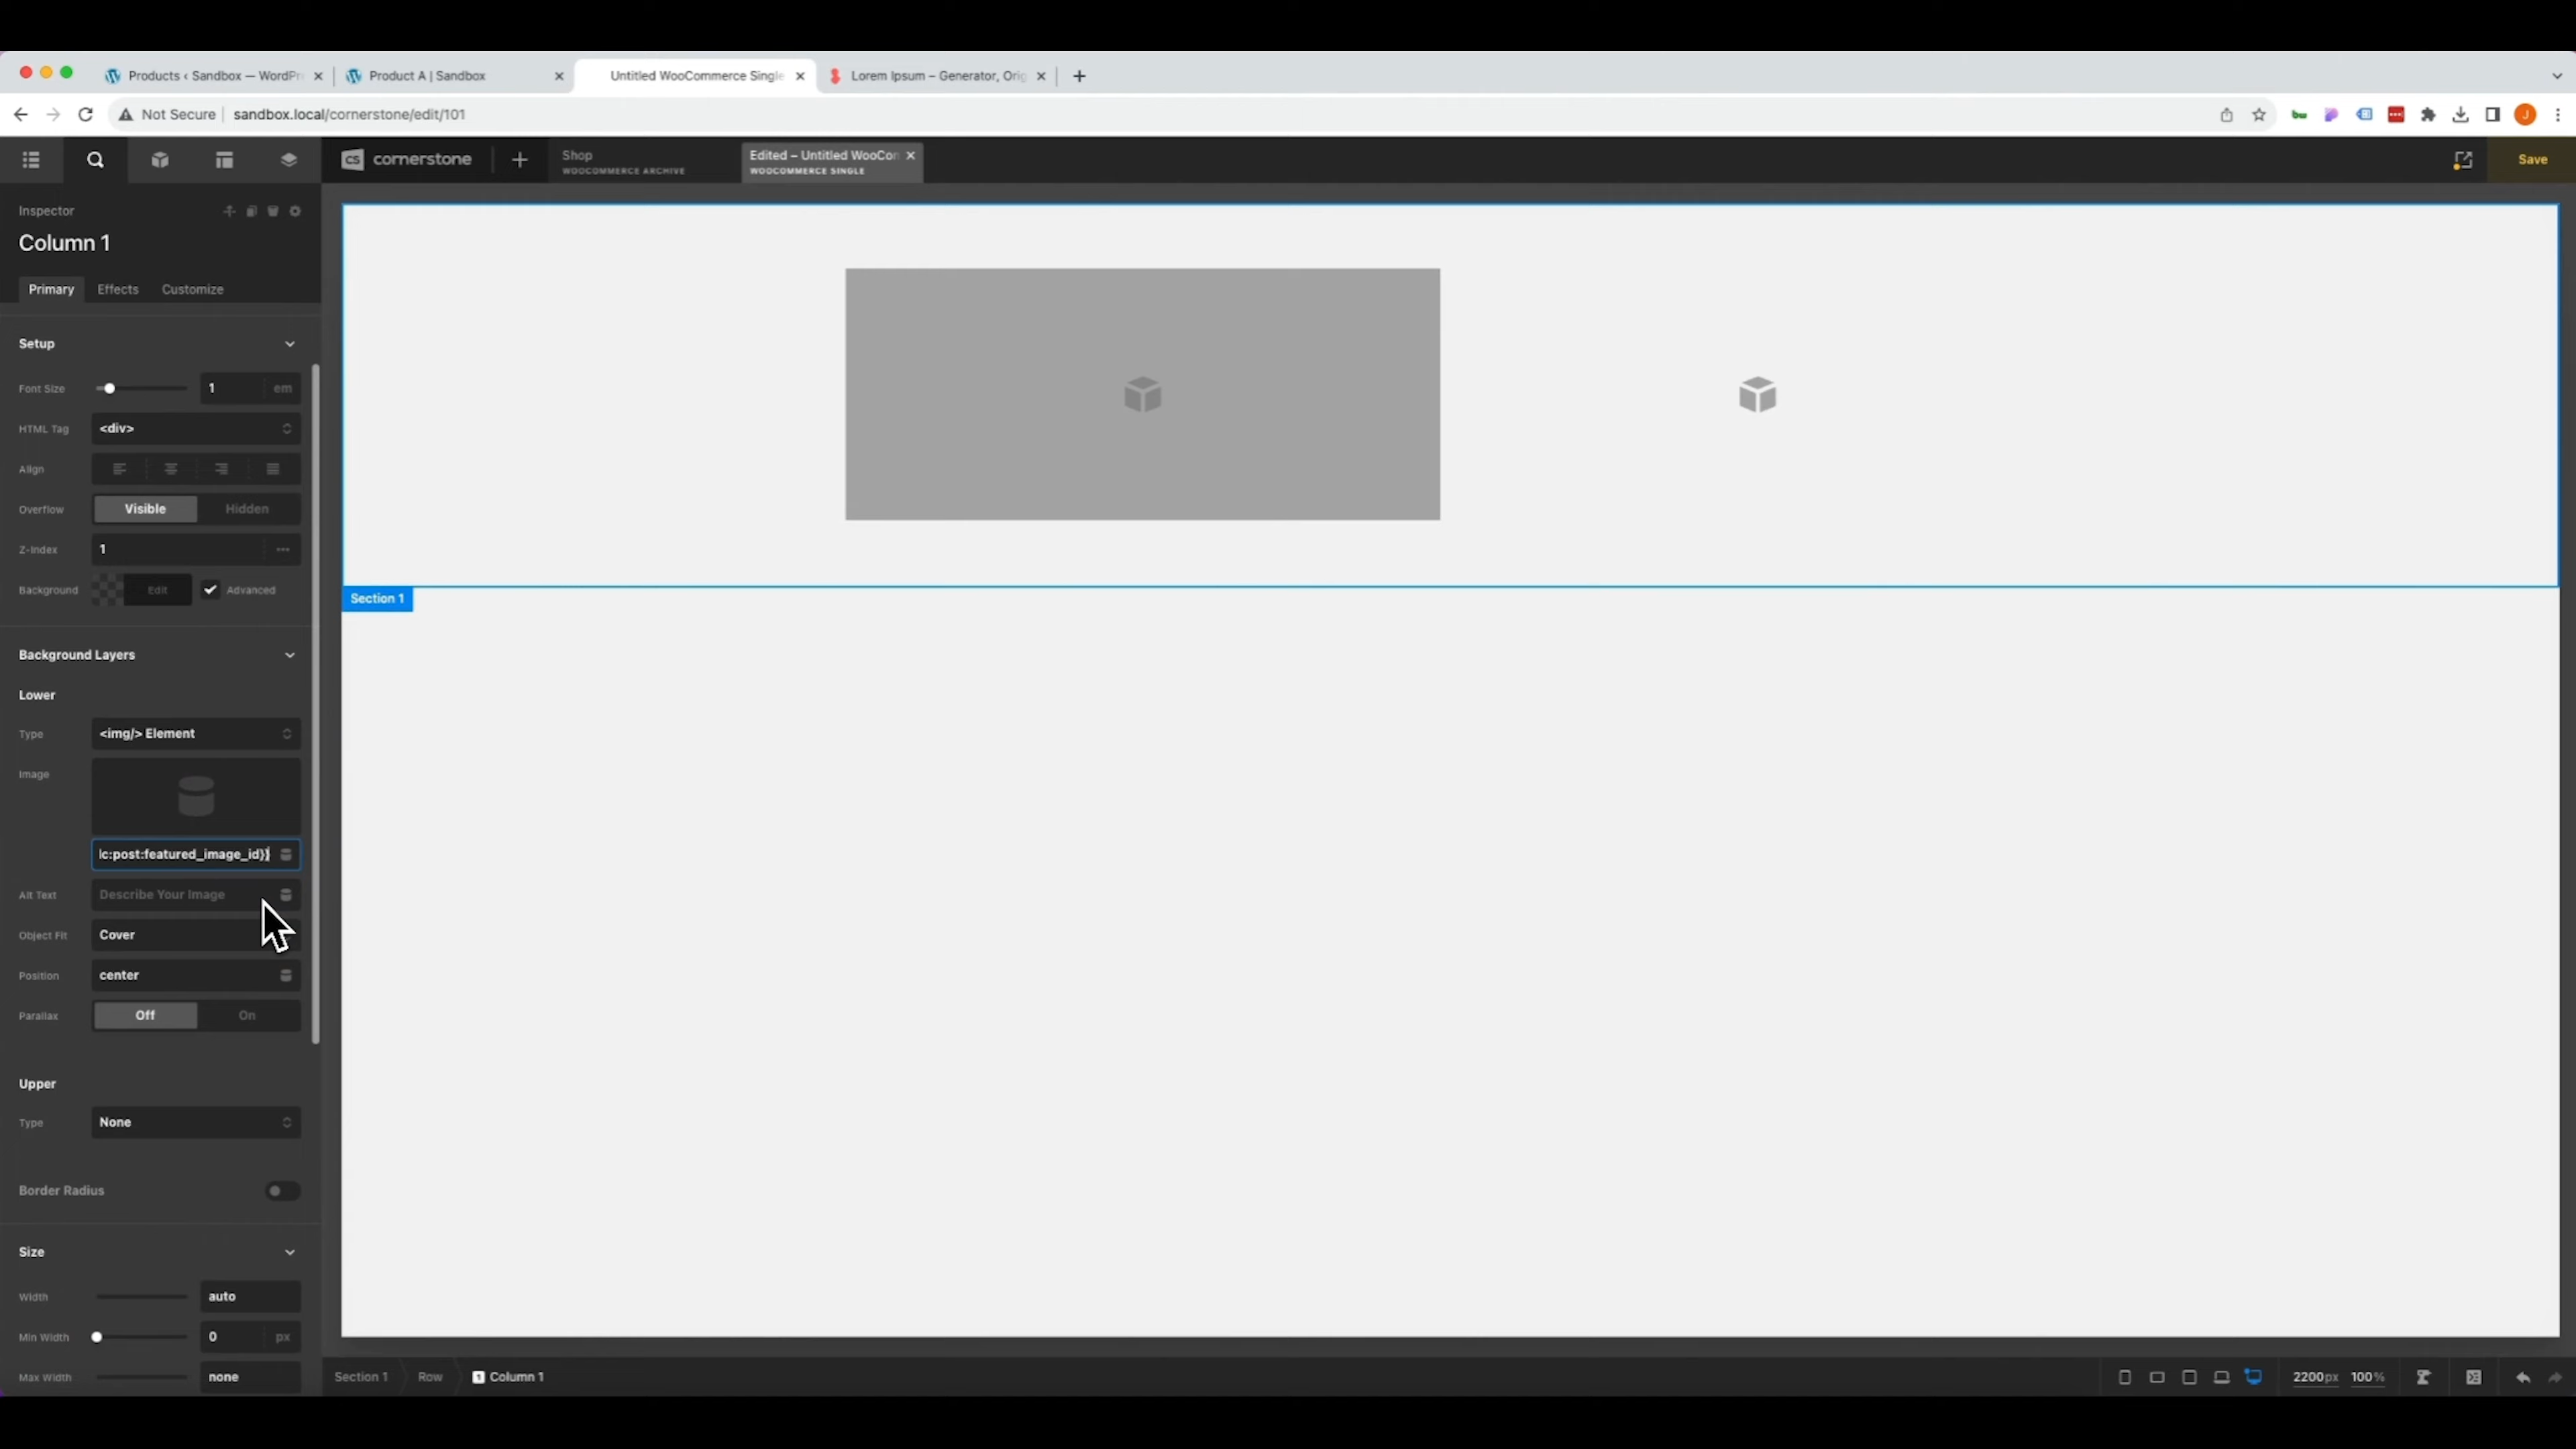 Products ‹ Sandbox — WordPr
Product A | Sandbox
Untitled WooCommerce Single
Lorem Ipsum – Generator, Orig
Not Secure
sandbox.local/cornerstone/edit/101
J
CS cornerstone
Shop
WOOCOMMERCE ARCHIVE
Edited – Untitled WooCon
WOOCOMMERCE SINGLE
Save
Inspector
Column 1
Primary
Effects
Customize
Setup
Font Size
1
em
HTML Tag
<div>
Align
Overflow
Visible
Hidden
Z-Index
1
Background
Edit
Advanced
Background Layers
Lower
Type
<img/> Element
Image
lc:post:featured_image_id}}
Alt Text
Describe Your Image
Object Fit
Cover
Position
center
Parallax
Off
On
Upper
Type
None
Border Radius
Size
Width
auto
Min Width
0
px
Max Width
none
Section 1
Section 1
Row
1 Column 1
2200px
100%